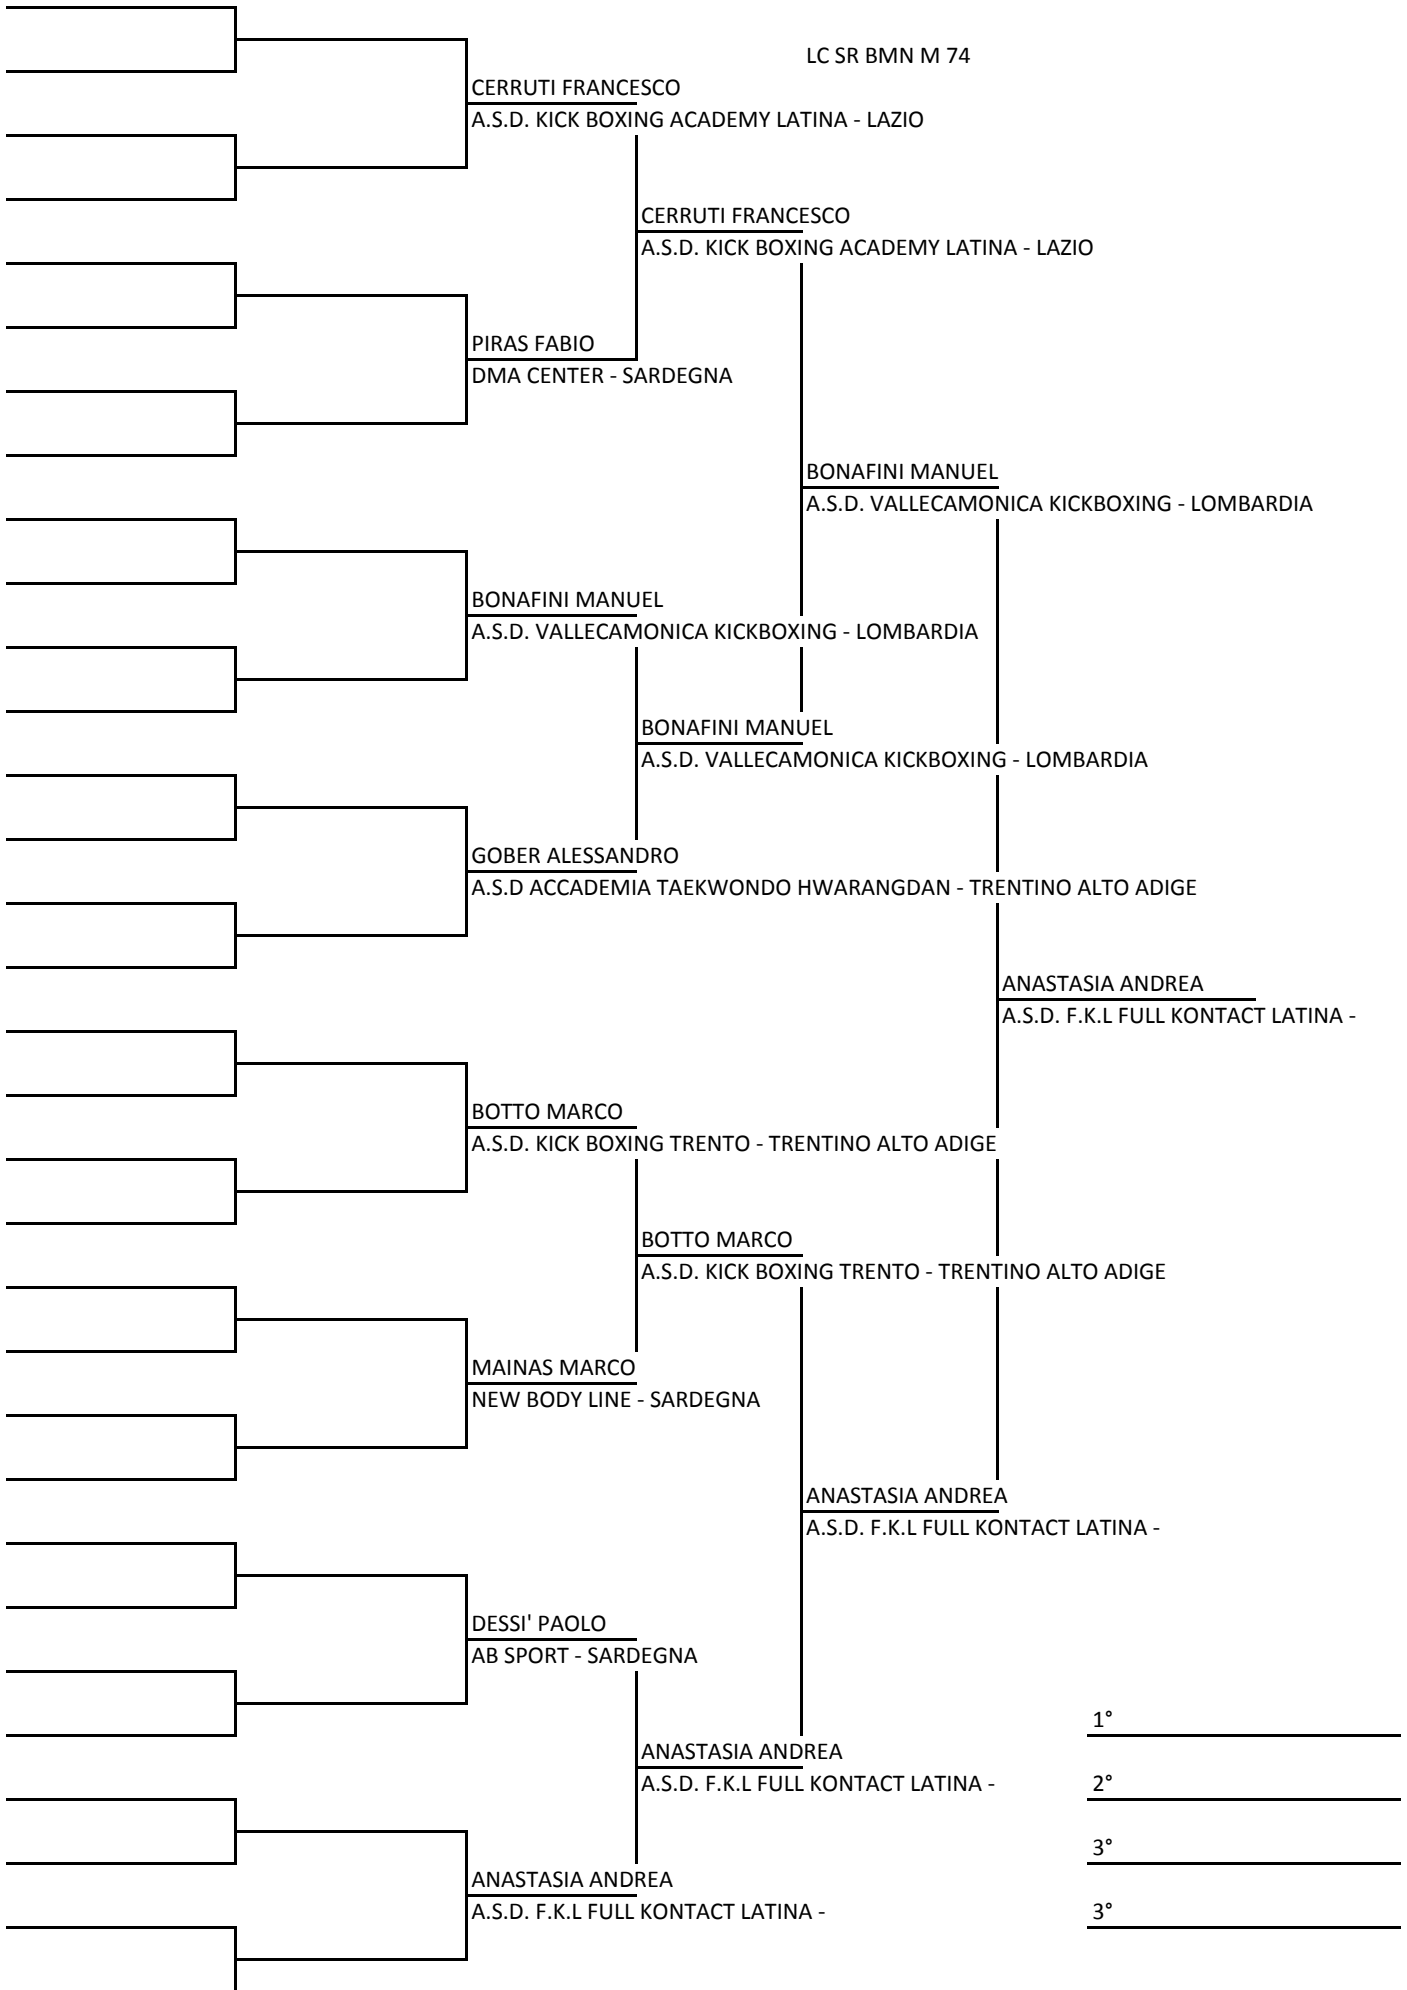 LC SR BMN M 74
CERRUTI FRANCESCO
A.S.D. KICK BOXING ACADEMY LATINA - LAZIO
CERRUTI FRANCESCO
A.S.D. KICK BOXING ACADEMY LATINA - LAZIO
PIRAS FABIO
DMA CENTER - SARDEGNA
BONAFINI MANUEL
A.S.D. VALLECAMONICA KICKBOXING - LOMBARDIA
BONAFINI MANUEL
A.S.D. VALLECAMONICA KICKBOXING - LOMBARDIA
BONAFINI MANUEL
A.S.D. VALLECAMONICA KICKBOXING - LOMBARDIA
GOBER ALESSANDRO
A.S.D ACCADEMIA TAEKWONDO HWARANGDAN - TRENTINO ALTO ADIGE
ANASTASIA ANDREA
A.S.D. F.K.L FULL KONTACT LATINA -
BOTTO MARCO
A.S.D. KICK BOXING TRENTO - TRENTINO ALTO ADIGE
BOTTO MARCO
A.S.D. KICK BOXING TRENTO - TRENTINO ALTO ADIGE
MAINAS MARCO
NEW BODY LINE - SARDEGNA
ANASTASIA ANDREA
A.S.D. F.K.L FULL KONTACT LATINA -
DESSI' PAOLO
AB SPORT - SARDEGNA
1°
ANASTASIA ANDREA
A.S.D. F.K.L FULL KONTACT LATINA -
2°
3°
ANASTASIA ANDREA
A.S.D. F.K.L FULL KONTACT LATINA -
3°